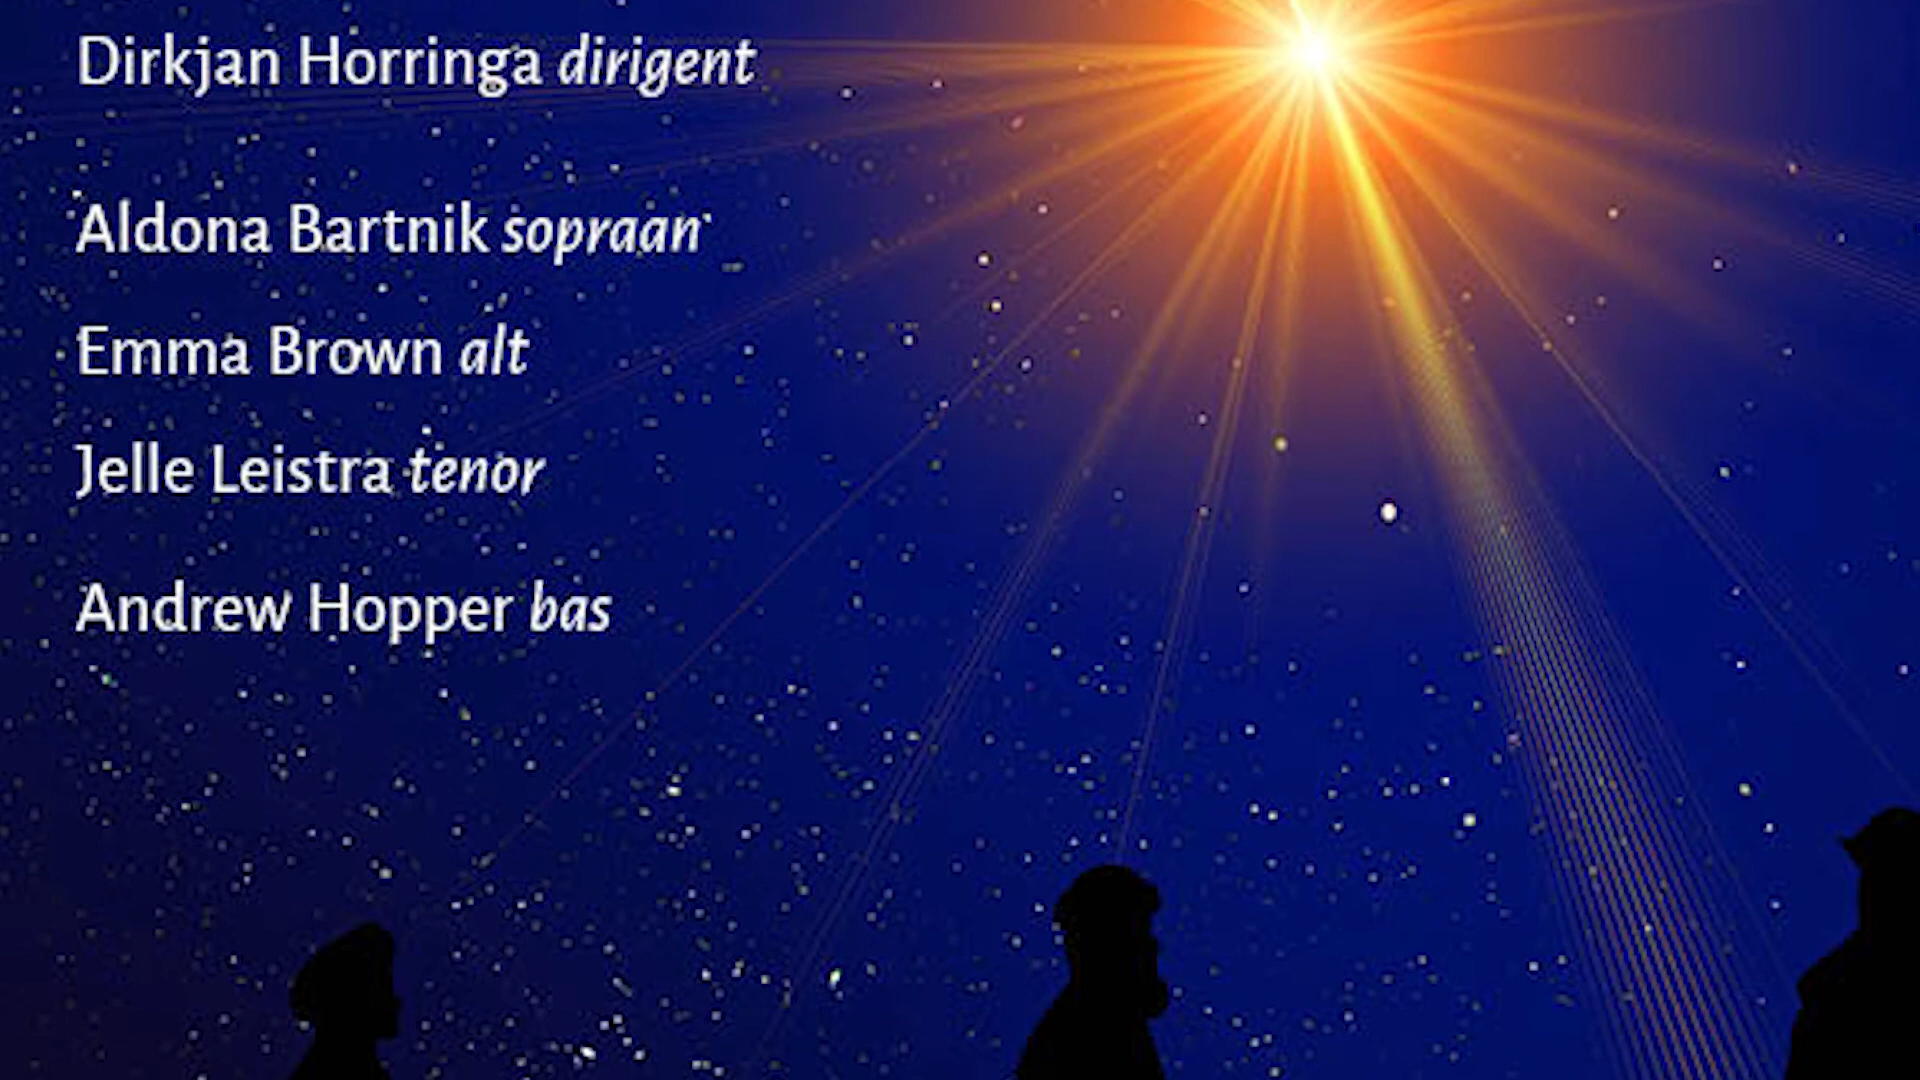 Dirkjan Horringa dirigent
Aldona Bartnik sopraan
Emma Brown alt
Jelle Leistra tenor
Andrew Hopper bas